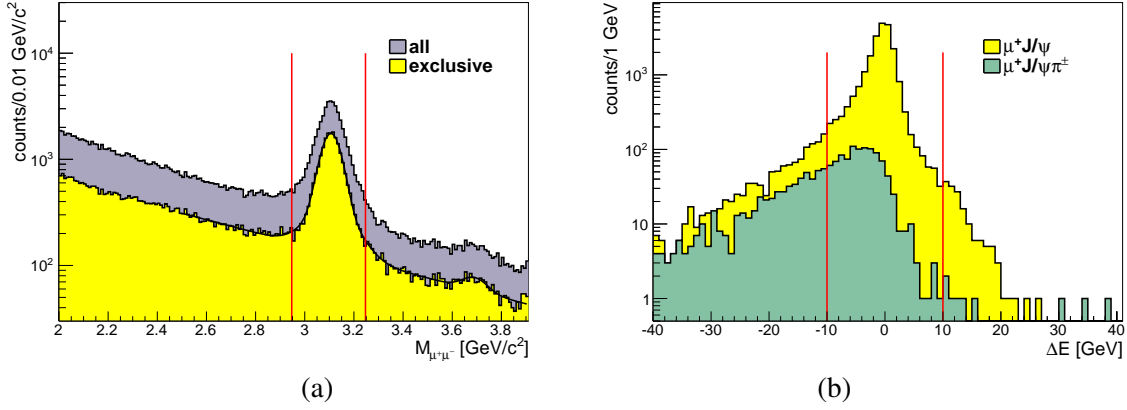 counts/0.01 GeV/c²
10⁴
10³
10²
all
exclusive
2 2.2 2.4 2.6 2.8 3 3.2 3.4 3.6 3.8
M_μ⁺μ⁻ [GeV/c²]
(a)
counts/1 GeV
10³
10²
10
1
μ⁺J/ψ
μ⁺J/ψπ±
-40 -30 -20 -10 0 10 20 30 40
ΔE [GeV]
(b)